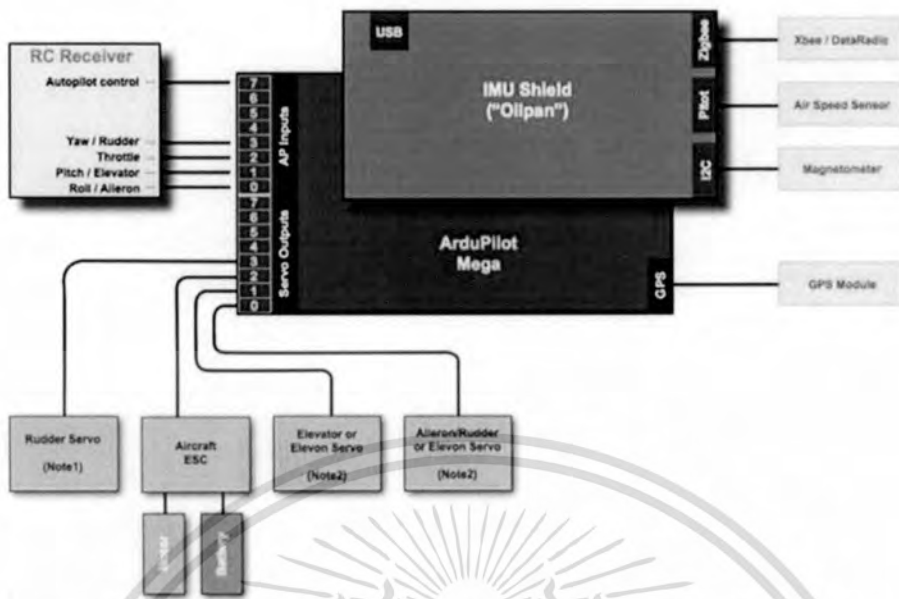 RC Receiver
Autopilot control
Yaw / Rudder
Throttle
Pitch / Elevator
Roll / Aileron
7
6
5
4
3
2
1
0
AP Inputs
7
6
5
4
3
2
1
0
Servo Outputs
USB
IMU Shield
("Oilpan")
Zigbee
Pitot
I2C
ArduPilot
Mega
GPS
Xbee / DataRadio
Air Speed Sensor
Magnetometer
GPS Module
Rudder Servo
(Note1)
Aircraft
ESC
Elevator or
Elevon Servo
(Note2)
Aileron/Rudder
or Elevon Servo
(Note2)
Motor
Battery